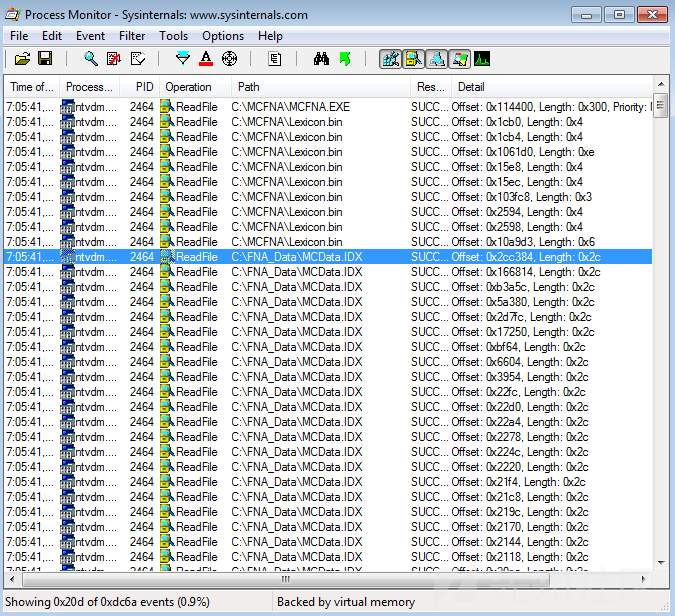 Process Monitor - Sysinternals: www.sysinternals.com
File Edit Event Filter Tools Options Help
Time of... Process... PID Operation Path Res... Detail
7:05:41,... ntvdm.... 2464 ReadFile C:\MCFNA\MCFNA.EXE SUCC... Offset: 0x114400, Length: 0x300, Priority:
7:05:41,... ntvdm.... 2464 ReadFile C:\MCFNA\Lexicon.bin SUCC... Offset: 0x1cb0, Length: 0x4
7:05:41,... ntvdm.... 2464 ReadFile C:\MCFNA\Lexicon.bin SUCC... Offset: 0x1cb4, Length: 0x4
7:05:41,... ntvdm.... 2464 ReadFile C:\MCFNA\Lexicon.bin SUCC... Offset: 0x1061d0, Length: 0xe
7:05:41,... ntvdm.... 2464 ReadFile C:\MCFNA\Lexicon.bin SUCC... Offset: 0x15e8, Length: 0x4
7:05:41,... ntvdm.... 2464 ReadFile C:\MCFNA\Lexicon.bin SUCC... Offset: 0x15ec, Length: 0x4
7:05:41,... ntvdm.... 2464 ReadFile C:\MCFNA\Lexicon.bin SUCC... Offset: 0x103fc8, Length: 0x3
7:05:41,... ntvdm.... 2464 ReadFile C:\MCFNA\Lexicon.bin SUCC... Offset: 0x2594, Length: 0x4
7:05:41,... ntvdm.... 2464 ReadFile C:\MCFNA\Lexicon.bin SUCC... Offset: 0x2598, Length: 0x4
7:05:41,... ntvdm.... 2464 ReadFile C:\MCFNA\Lexicon.bin SUCC... Offset: 0x10a9d3, Length: 0x6
7:05:41,... ntvdm.... 2464 ReadFile C:\FNA_Data\MCData.IDX SUCC... Offset: 0x2cc384, Length: 0x2c
7:05:41,... ntvdm.... 2464 ReadFile C:\FNA_Data\MCData.IDX SUCC... Offset: 0x166814, Length: 0x2c
7:05:41,... ntvdm.... 2464 ReadFile C:\FNA_Data\MCData.IDX SUCC... Offset: 0xb3a5c, Length: 0x2c
7:05:41,... ntvdm.... 2464 ReadFile C:\FNA_Data\MCData.IDX SUCC... Offset: 0x5a380, Length: 0x2c
7:05:41,... ntvdm.... 2464 ReadFile C:\FNA_Data\MCData.IDX SUCC... Offset: 0x2d7fc, Length: 0x2c
7:05:41,... ntvdm.... 2464 ReadFile C:\FNA_Data\MCData.IDX SUCC... Offset: 0x17250, Length: 0x2c
7:05:41,... ntvdm.... 2464 ReadFile C:\FNA_Data\MCData.IDX SUCC... Offset: 0xbf64, Length: 0x2c
7:05:41,... ntvdm.... 2464 ReadFile C:\FNA_Data\MCData.IDX SUCC... Offset: 0x6604, Length: 0x2c
7:05:41,... ntvdm.... 2464 ReadFile C:\FNA_Data\MCData.IDX SUCC... Offset: 0x3954, Length: 0x2c
7:05:41,... ntvdm.... 2464 ReadFile C:\FNA_Data\MCData.IDX SUCC... Offset: 0x22fc, Length: 0x2c
7:05:41,... ntvdm.... 2464 ReadFile C:\FNA_Data\MCData.IDX SUCC... Offset: 0x22d0, Length: 0x2c
7:05:41,... ntvdm.... 2464 ReadFile C:\FNA_Data\MCData.IDX SUCC... Offset: 0x22a4, Length: 0x2c
7:05:41,... ntvdm.... 2464 ReadFile C:\FNA_Data\MCData.IDX SUCC... Offset: 0x2278, Length: 0x2c
7:05:41,... ntvdm.... 2464 ReadFile C:\FNA_Data\MCData.IDX SUCC... Offset: 0x224c, Length: 0x2c
7:05:41,... ntvdm.... 2464 ReadFile C:\FNA_Data\MCData.IDX SUCC... Offset: 0x2220, Length: 0x2c
7:05:41,... ntvdm.... 2464 ReadFile C:\FNA_Data\MCData.IDX SUCC... Offset: 0x21f4, Length: 0x2c
7:05:41,... ntvdm.... 2464 ReadFile C:\FNA_Data\MCData.IDX SUCC... Offset: 0x21c8, Length: 0x2c
7:05:41,... ntvdm.... 2464 ReadFile C:\FNA_Data\MCData.IDX SUCC... Offset: 0x219c, Length: 0x2c
7:05:41,... ntvdm.... 2464 ReadFile C:\FNA_Data\MCData.IDX SUCC... Offset: 0x2170, Length: 0x2c
7:05:41,... ntvdm.... 2464 ReadFile C:\FNA_Data\MCData.IDX SUCC... Offset: 0x2144, Length: 0x2c
7:05:41,... ntvdm.... 2464 ReadFile C:\FNA_Data\MCData.IDX SUCC... Offset: 0x2118, Length: 0x2c
Showing 0x20d of 0xdc6a events (0.9%) Backed by virtual memory